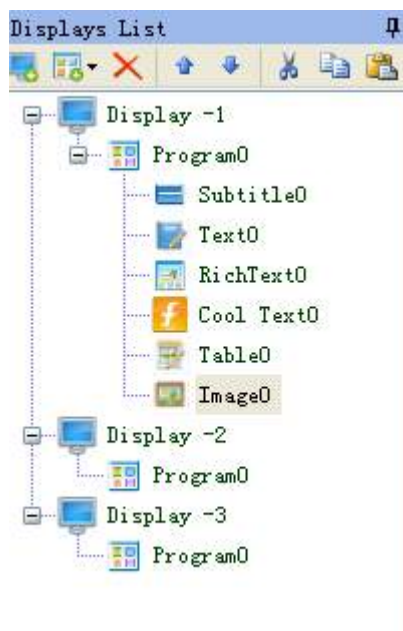 Displays List
Display -1
Program0
Subtitle0
Text0
RichText0
Cool Text0
Table0
Image0
Display -2
Program0
Display -3
Program0